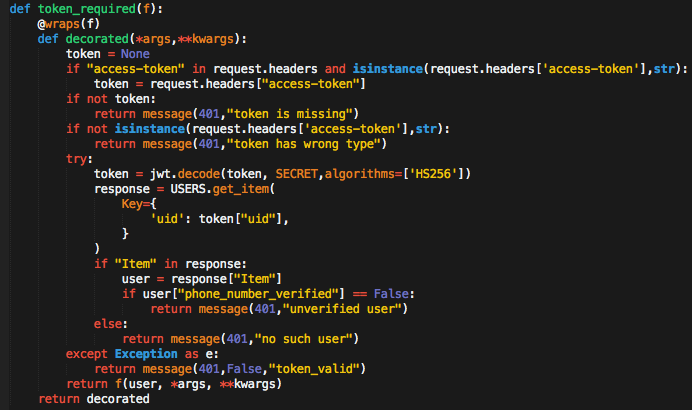 def token_required(f):
    @wraps(f)
    def decorated(*args,**kwargs):
        token = None
        if "access-token" in request.headers and isinstance(request.headers['access-token'],str):
            token = request.headers["access-token"]
        if not token:
            return message(401,"token is missing")
        if not isinstance(request.headers['access-token'],str):
            return message(401,"token has wrong type")
        try:
            token = jwt.decode(token, SECRET,algorithms=['HS256'])
            response = USERS.get_item(
                Key={
                    'uid': token["uid"],
                }
            )
            if "Item" in response:
                user = response["Item"]
                if user["phone_number_verified"] == False:
                    return message(401,"unverified user")
            else:
                return message(401,"no such user")
        except Exception as e:
            return message(401,False,"token_valid")
        return f(user, *args, **kwargs)
    return decorated